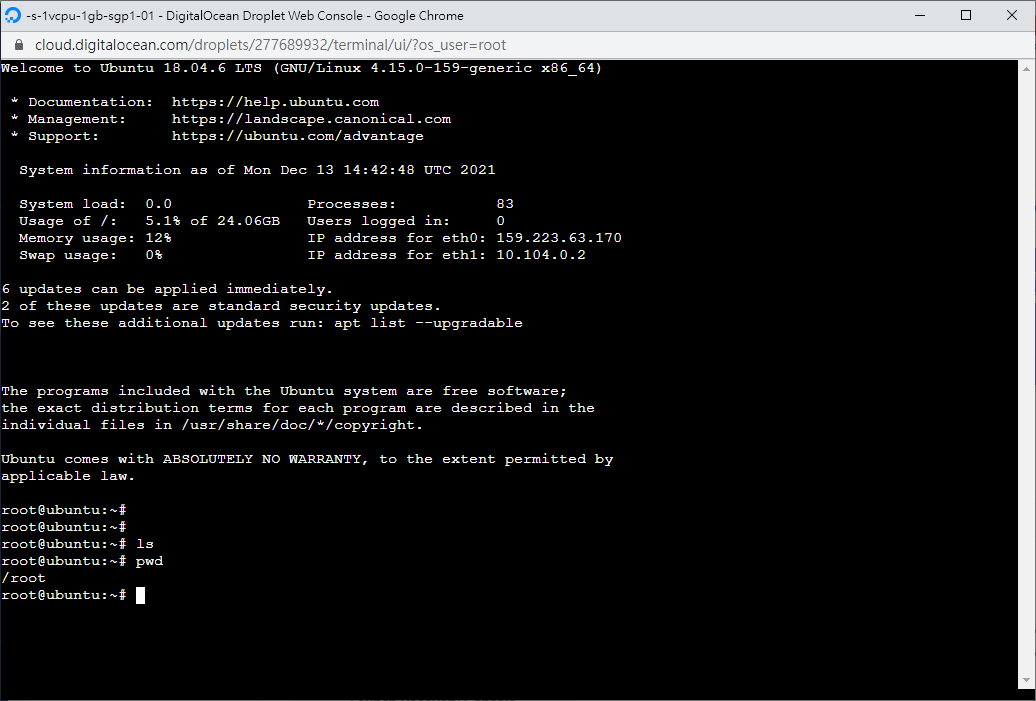 -s-1vcpu-1gb-sgp1-01 - DigitalOcean Droplet Web Console - Google Chrome
cloud.digitalocean.com/droplets/277689932/terminal/ui/?os_user=root
Welcome to Ubuntu 18.04.6 LTS (GNU/Linux 4.15.0-159-generic x86_64)
* Documentation:  https://help.ubuntu.com
* Management:     https://landscape.canonical.com
* Support:        https://ubuntu.com/advantage
System information as of Mon Dec 13 14:42:48 UTC 2021
System load:  0.0               Processes:           83
Usage of /:   5.1% of 24.06GB   Users logged in:     0
Memory usage: 12%               IP address for eth0: 159.223.63.170
Swap usage:   0%                IP address for eth1: 10.104.0.2
6 updates can be applied immediately.
2 of these updates are standard security updates.
To see these additional updates run: apt list --upgradable
The programs included with the Ubuntu system are free software;
the exact distribution terms for each program are described in the
individual files in /usr/share/doc/*/copyright.
Ubuntu comes with ABSOLUTELY NO WARRANTY, to the extent permitted by
applicable law.
root@ubuntu:~#
root@ubuntu:~#
root@ubuntu:~# ls
root@ubuntu:~# pwd
/root
root@ubuntu:~#